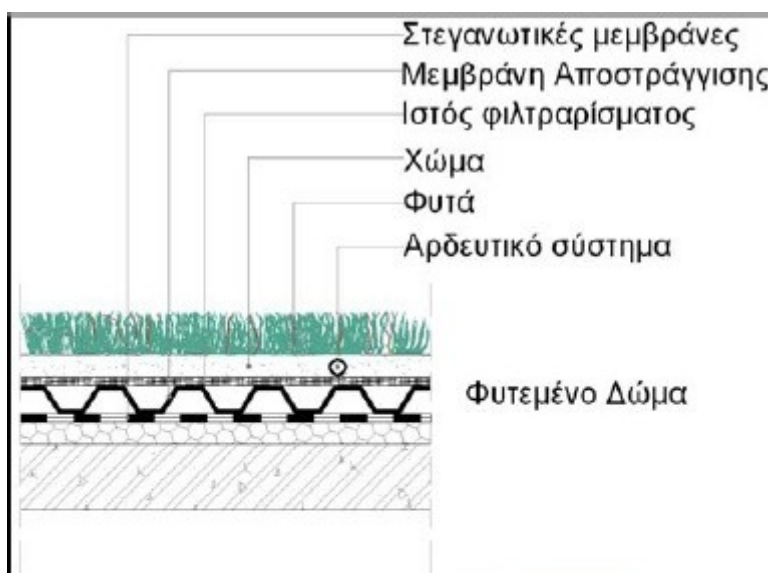 Στεγανωτικές μεμβράνες
Μεμβράνη Αποστράγγισης
Ιστός φιλτραρίσματος
Χώμα
Φυτά
Αρδευτικό σύστημα
Φυτεμένο Δώμα